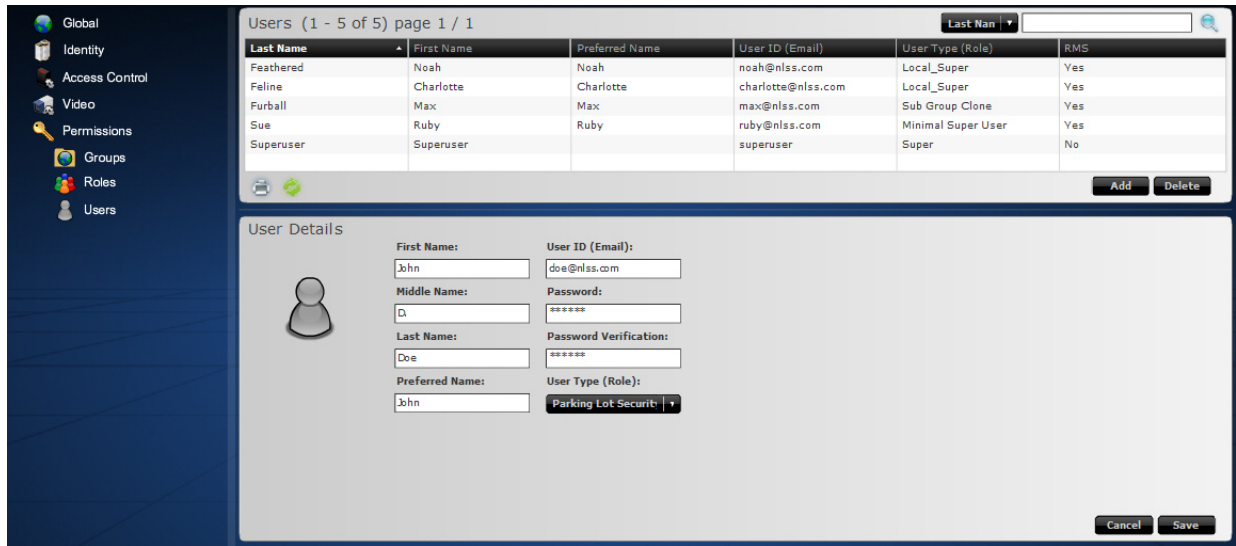 Global
Identity
Access Control
Video
Permissions
Groups
Roles
Users
Users (1 - 5 of 5) page 1 / 1
Last Nan
Last Name First Name Preferred Name User ID (Email) User Type (Role) RMS
Feathered Noah Noah noah@nlss.com Local_Super Yes
Feline Charlotte Charlotte charlotte@nlss.com Local_Super Yes
Furball Max Max max@nlss.com Sub Group Clone Yes
Sue Ruby Ruby ruby@nlss.com Minimal Super User Yes
Superuser Superuser superuser Super No
Add Delete
User Details
First Name: User ID (Email):
John doe@nlss.com
Middle Name: Password:
D. ******
Last Name: Password Verification:
Doe ******
Preferred Name: User Type (Role):
John Parking Lot Securit
Cancel Save